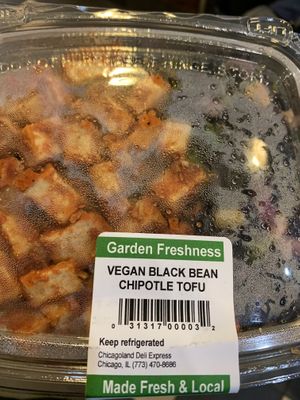 Garden Freshness
VEGAN BLACK BEAN
CHIPOTLE TOFU
0 31317 00003 2
Keep refrigerated
Chicagoland Deli Express
Chicago, IL (773) 470-8686
Made Fresh & Local